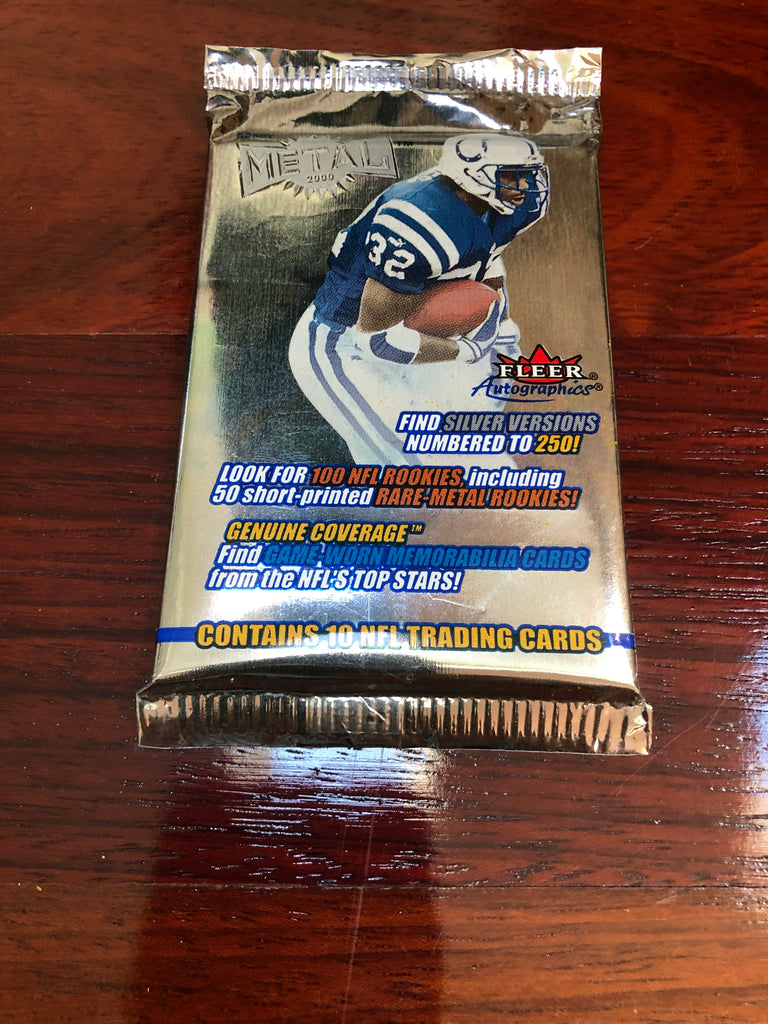 METAL
2000
32
FLEER®
Autographics®
FIND SILVER VERSIONS
NUMBERED TO 250!
LOOK FOR 100 NFL ROOKIES, including
50 short-printed RARE-METAL ROOKIES!
GENUINE COVERAGE™
Find GAME-WORN MEMORABILIA CARDS
from the NFL'S TOP STARS!
CONTAINS 10 NFL TRADING CARDS